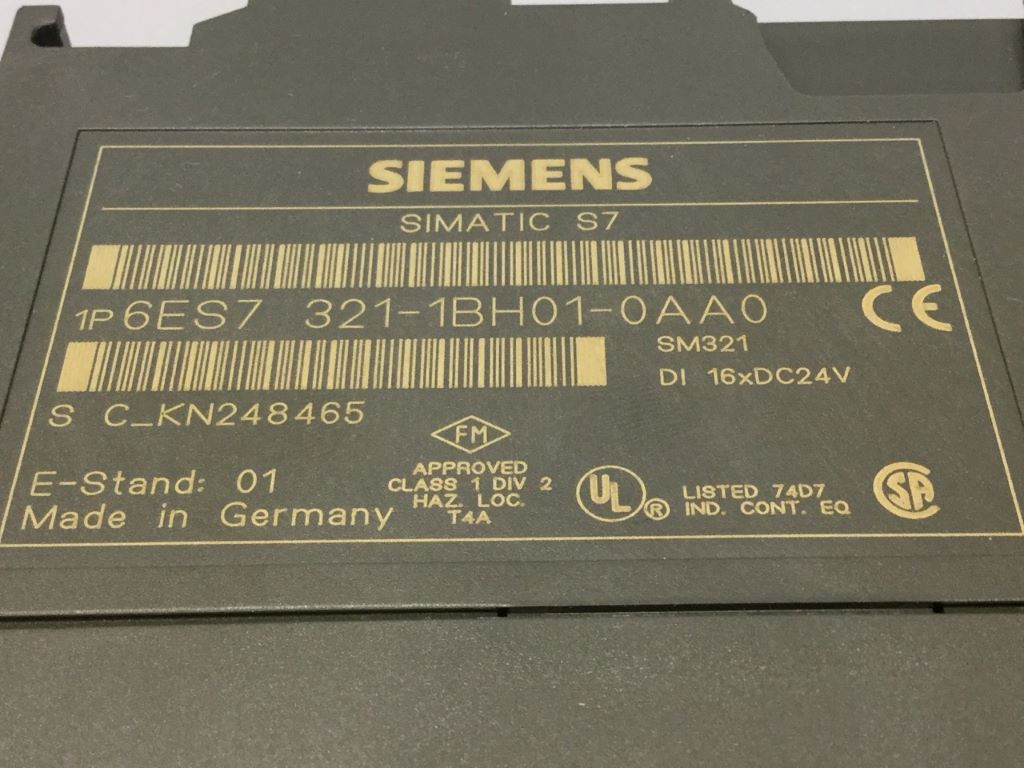 SIEMENS
SIMATIC S7
1P 6ES7 321-1BH01-0AA0
CE
SM321
DI 16xDC24V
S C_KN248465
FM
APPROVED
CLASS 1 DIV 2
HAZ. LOC.
T4A
E-Stand: 01
Made in Germany
UL ®
LISTED 74D7
IND. CONT. EQ
SA